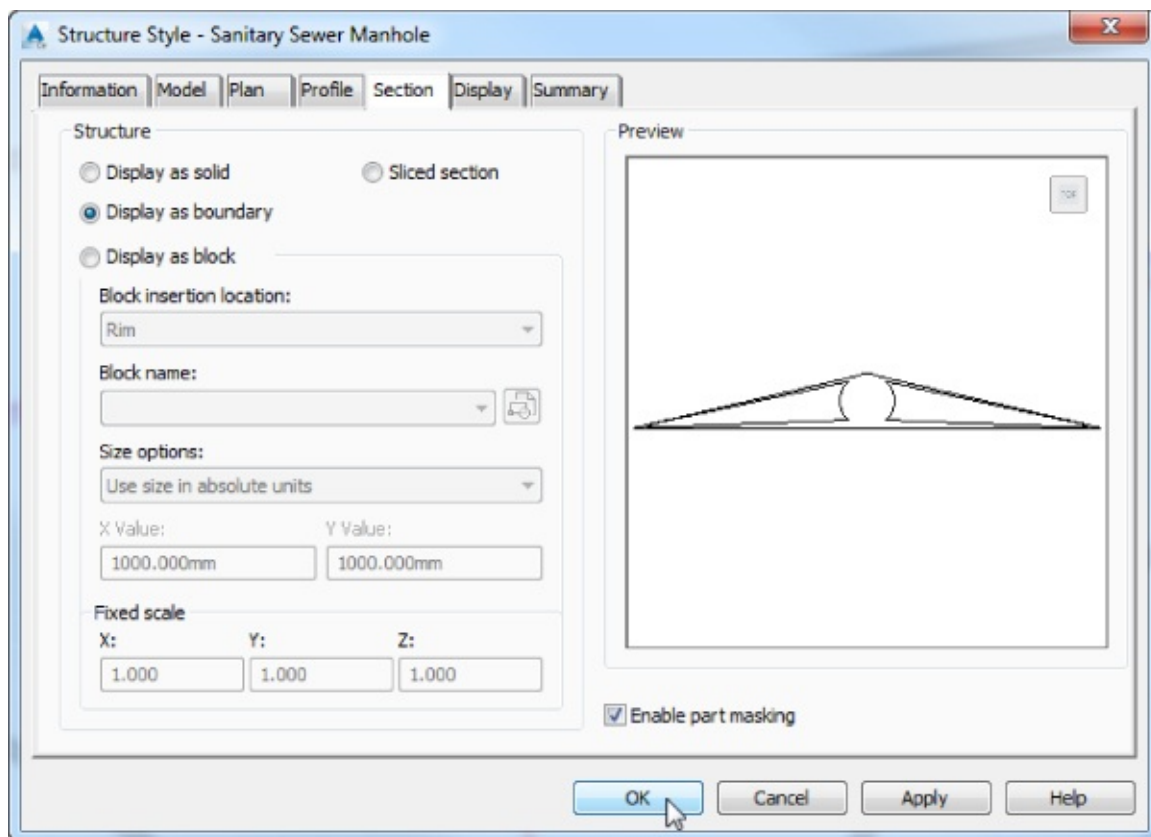 Structure Style - Sanitary Sewer Manhole
Information Model Plan Profile Section Display Summary
Structure
Display as solid Sliced section
Display as boundary
Display as block
Block insertion location:
Rim
Block name:
Size options:
Use size in absolute units
X Value: Y Value:
1000.000mm 1000.000mm
Fixed scale
X: Y: Z:
1.000 1.000 1.000
Preview
TOP
Enable part masking
OK Cancel Apply Help